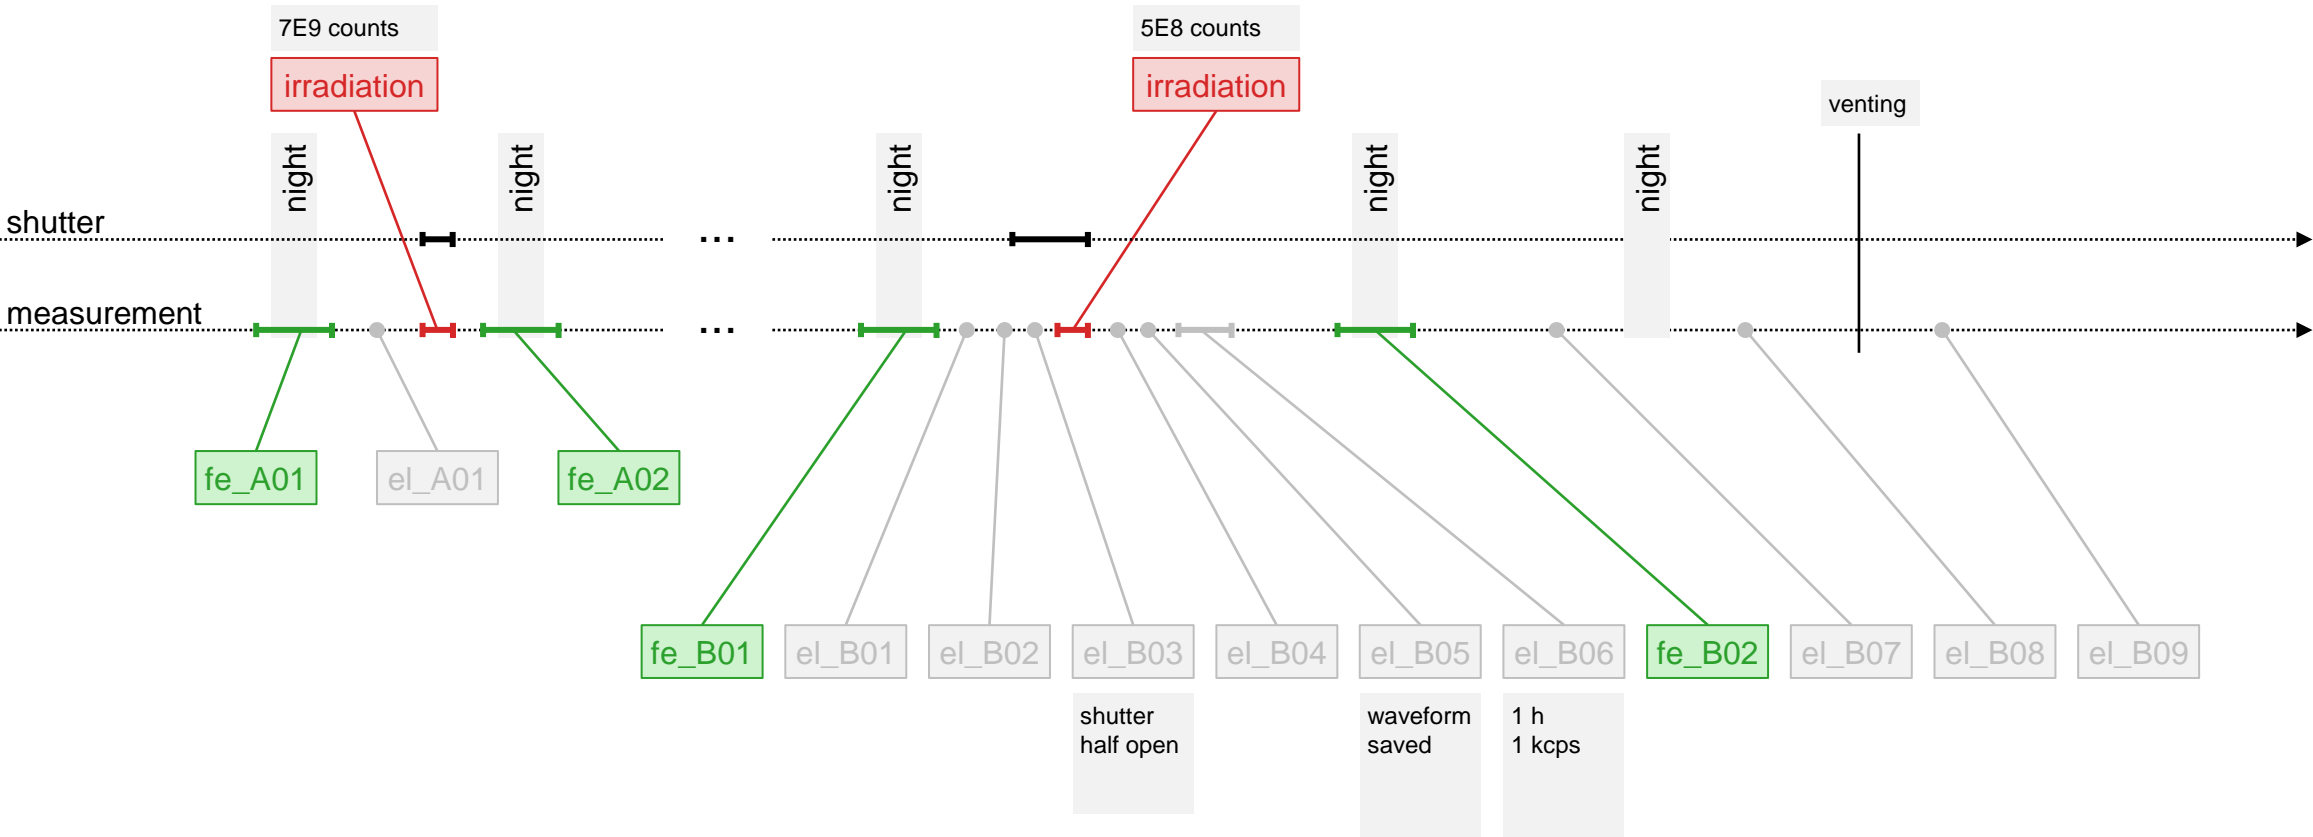 7E9 counts
5E8 counts
irradiation
irradiation
venting
night
night
night
night
night
shutter
...
measurement
...
fe_A01
el_A01
fe_A02
fe_B01
el_B01
el_B02
el_B03
el_B04
el_B05
el_B06
fe_B02
el_B07
el_B08
el_B09
shutter
half open
waveform
saved
1 h
1 kcps